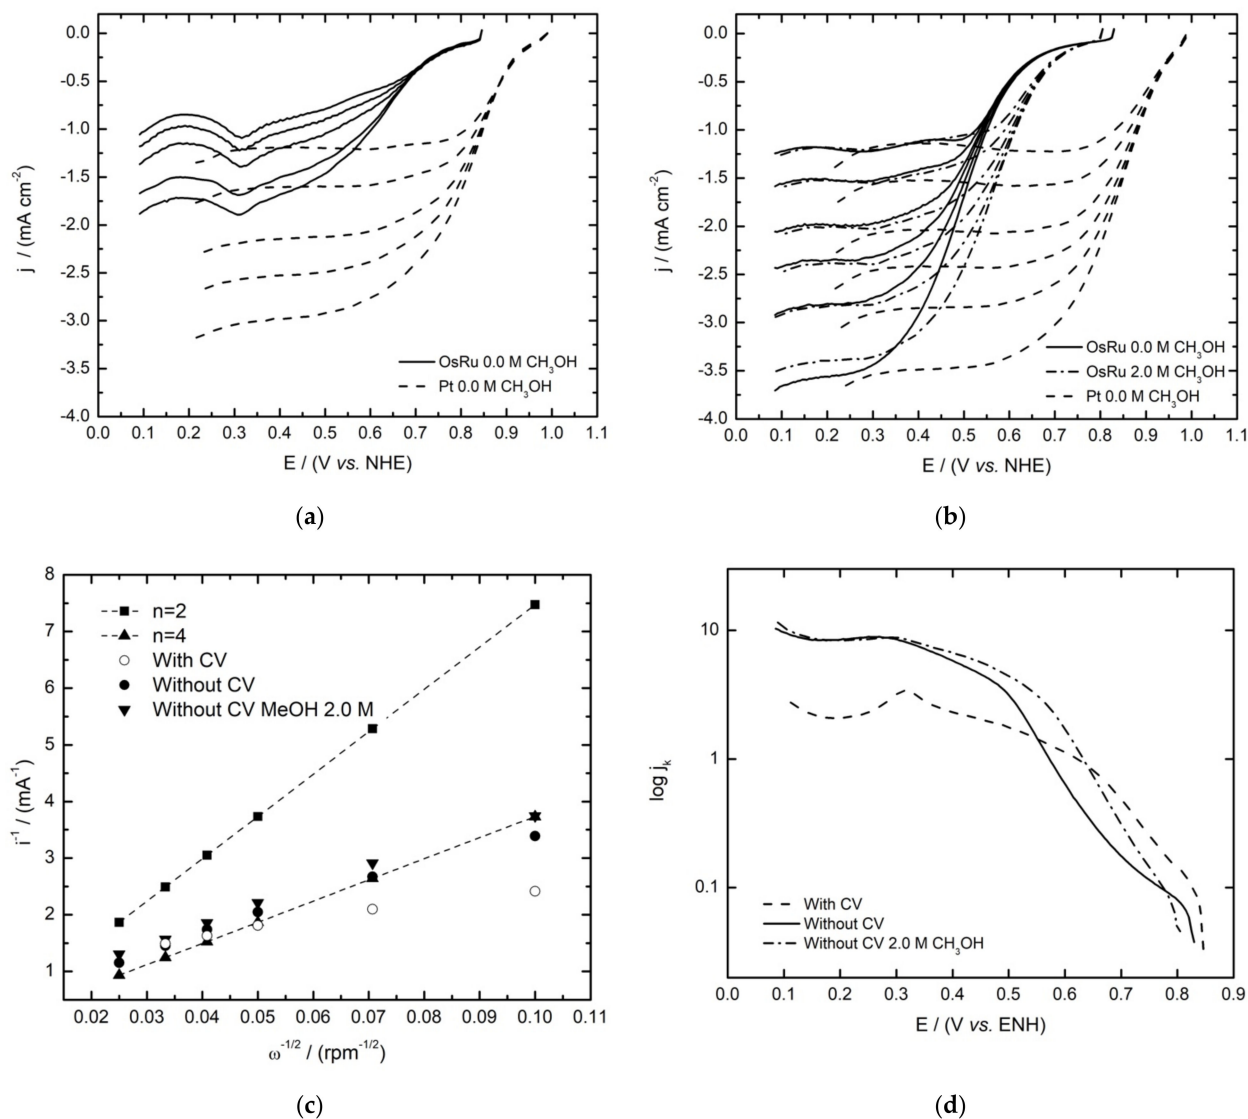 0.0
-0.5
-1.0
-1.5
-2.0
-2.5
-3.0
-3.5
-4.0
j / (mA cm⁻²)
OsRu 0.0 M CH₃OH
Pt 0.0 M CH₃OH
0.0 0.1 0.2 0.3 0.4 0.5 0.6 0.7 0.8 0.9 1.0 1.1
E / (V vs. NHE)
(a)
0.0
-0.5
-1.0
-1.5
-2.0
-2.5
-3.0
-3.5
-4.0
j / (mA cm⁻²)
OsRu 0.0 M CH₃OH
OsRu 2.0 M CH₃OH
Pt 0.0 M CH₃OH
0.0 0.1 0.2 0.3 0.4 0.5 0.6 0.7 0.8 0.9 1.0 1.1
E / (V vs. NHE)
(b)
8
7
6
5
4
3
2
1
i⁻¹ / (mA⁻¹)
n=2
n=4
With CV
Without CV
Without CV MeOH 2.0 M
0.02 0.03 0.04 0.05 0.06 0.07 0.08 0.09 0.10 0.11
ω⁻¹/² / (rpm⁻¹/²)
(c)
10
1
0.1
log jₖ
With CV
Without CV
Without CV 2.0 M CH₃OH
0.0 0.1 0.2 0.3 0.4 0.5 0.6 0.7 0.8 0.9
E / (V vs. ENH)
(d)